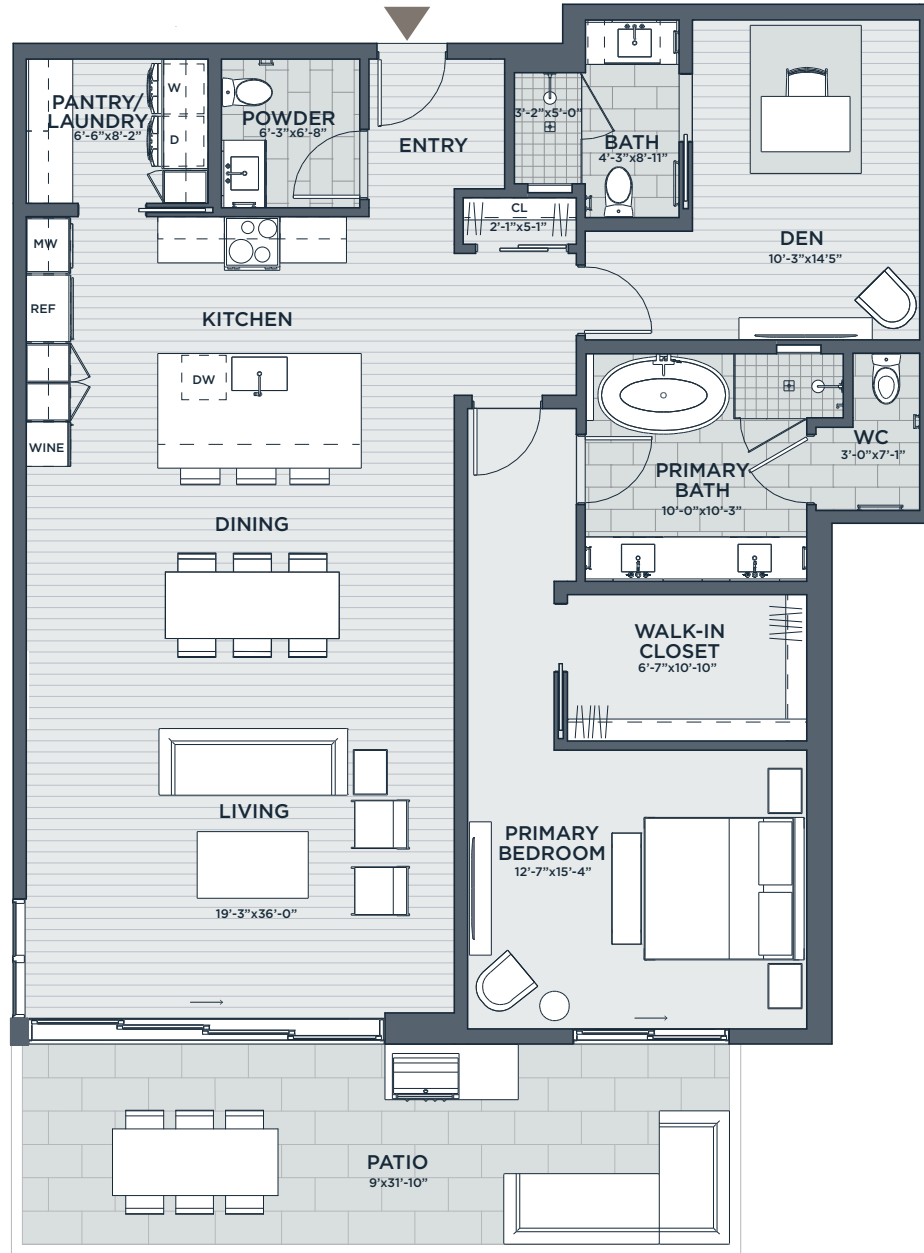 PANTRY/
LAUNDRY
6'-6"x8'-2"
W
D
POWDER
6'-3"x6'-8"
ENTRY
3'-2"x5'-0"
BATH
4'-3"x8'-11"
CL
2'-1"x5-1"
DEN
10'-3"x14'5"
MW
REF
KITCHEN
DW
WINE
WC
3'-0"x7'-1"
PRIMARY
BATH
10'-0"x10'-3"
DINING
WALK-IN
CLOSET
6'-7"x10'-10"
LIVING
19'-3"x36'-0"
PRIMARY
BEDROOM
12'-7"x15'-4"
PATIO
9'x31'-10"